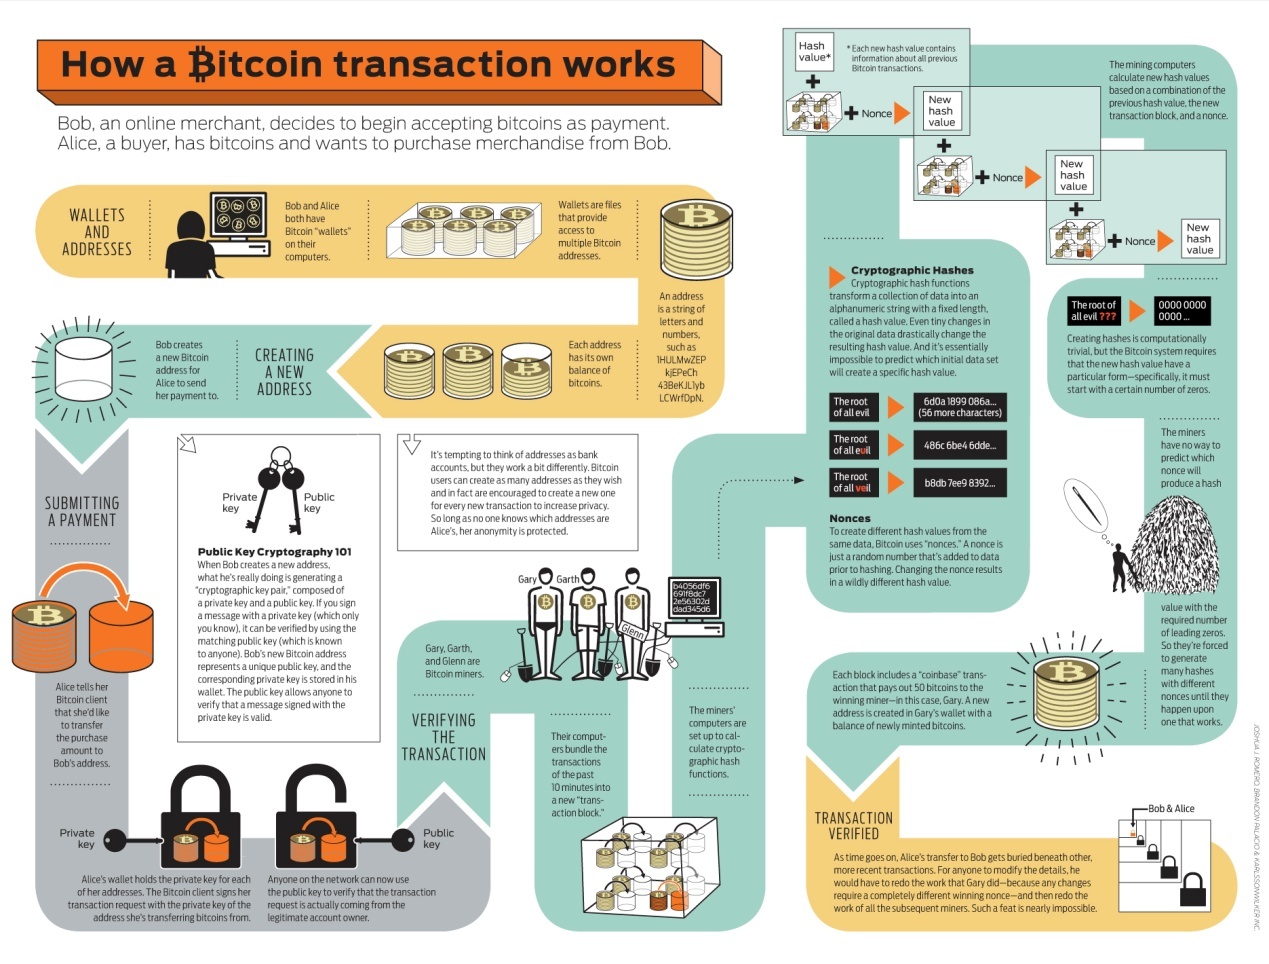 How a Bitcoin transaction works
Bob, an online merchant, decides to begin accepting bitcoins as payment.
Alice, a buyer, has bitcoins and wants to purchase merchandise from Bob.
WALLETS
AND
ADDRESSES
Bob and Alice
both have
Bitcoin “wallets”
on their
computers.
Wallets are files
that provide
access to
multiple Bitcoin
addresses.
An address
is a string of
letters and
numbers,
such as
1HULMwZEP
kjEPeCh
43BeKJL1yb
LCWrfDpN.
Each address
has its own
balance of
bitcoins.
CREATING
A NEW
ADDRESS
Bob creates
a new Bitcoin
address for
Alice to send
her payment to.
SUBMITTING
A PAYMENT
Alice tells her
Bitcoin client
that she'd like
to transfer
the purchase
amount to
Bob's address.
Private
key
Public
key
Public Key Cryptography 101
When Bob creates a new address,
what he's really doing is generating a
“cryptographic key pair,” composed of
a private key and a public key. If you sign
a message with a private key (which only
you know), it can be verified by using the
matching public key (which is known
to anyone). Bob's new Bitcoin address
represents a unique public key, and the
corresponding private key is stored in his
wallet. The public key allows anyone to
verify that a message signed with the
private key is valid.
It's tempting to think of addresses as bank
accounts, but they work a bit differently. Bitcoin
users can create as many addresses as they wish
and in fact are encouraged to create a new one
for every new transaction to increase privacy.
So long as no one knows which addresses are
Alice's, her anonymity is protected.
Private
key
Public
key
Alice's wallet holds the private key for each
of her addresses. The Bitcoin client signs her
transaction request with the private key of the
address she's transferring bitcoins from.
Anyone on the network can now use
the public key to verify that the transaction
request is actually coming from the
legitimate account owner.
VERIFYING
THE
TRANSACTION
Gary, Garth,
and Glenn are
Bitcoin miners.
Gary
Garth
Glenn
b4056df6
691f8dc7
2e56302d
dad345d6
Their comput-
ers bundle the
transactions
of the past
10 minutes into
a new “trans-
action block.”
The miners'
computers are
set up to cal-
culate crypto-
graphic hash
functions.
Cryptographic Hashes
Cryptographic hash functions
transform a collection of data into an
alphanumeric string with a fixed length,
called a hash value. Even tiny changes in
the original data drastically change the
resulting hash value. And it's essentially
impossible to predict which initial data set
will create a specific hash value.
The root
of all evil
6d0a 1899 086a...
(56 more characters)
The root
of all euil
486c 6be4 6dde...
The root
of all veil
b8db 7ee9 8392...
Nonces
To create different hash values from the
same data, Bitcoin uses “nonces.” A nonce is
just a random number that's added to data
prior to hashing. Changing the nonce results
in a wildly different hash value.
Hash
value*
* Each new hash value contains
information about all previous
Bitcoin transactions.
+
+ Nonce
New
hash
value
+
+ Nonce
New
hash
value
+
+ Nonce
New
hash
value
The mining computers
calculate new hash values
based on a combination of the
previous hash value, the new
transaction block, and a nonce.
The root of
all evil ???
0000 0000
0000 ...
Creating hashes is computationally
trivial, but the Bitcoin system requires
that the new hash value have a
particular form—specifically, it must
start with a certain number of zeros.
The miners
have no way to
predict which
nonce will
produce a hash
value with the
required number
of leading zeros.
So they're forced
to generate
many hashes
with different
nonces until they
happen upon
one that works.
Each block includes a “coinbase” trans-
action that pays out 50 bitcoins to the
winning miner—in this case, Gary. A new
address is created in Gary's wallet with a
balance of newly minted bitcoins.
TRANSACTION
VERIFIED
As time goes on, Alice's transfer to Bob gets buried beneath other,
more recent transactions. For anyone to modify the details, he
would have to redo the work that Gary did—because any changes
require a completely different winning nonce—and then redo the
work of all the subsequent miners. Such a feat is nearly impossible.
Bob & Alice
JOSHUA J. ROMERO, BRANDON PALACIO & KARLSSONWILKER INC.